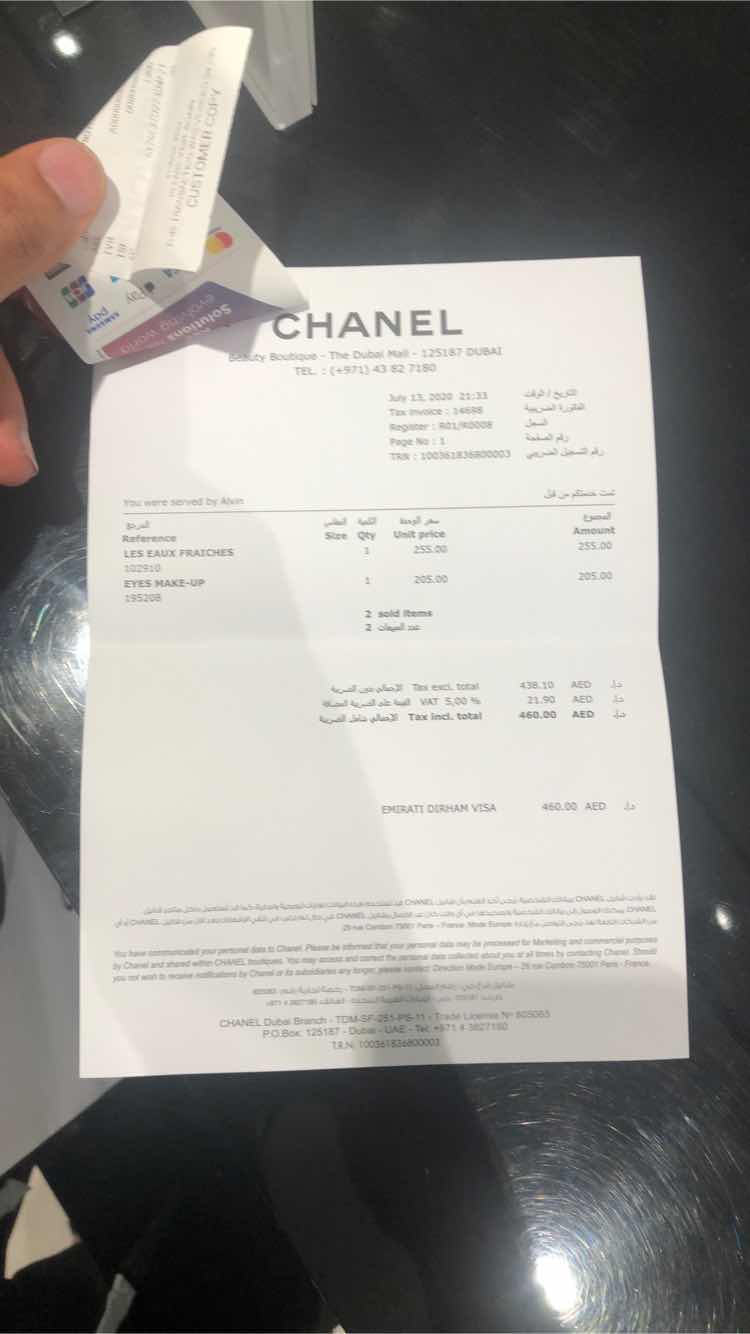 CUSTOMER COPY
SAMSUNG
pay
Pay
Solutions
evolving world
CHANEL
Beauty Boutique - The Dubai Mall - 125187 DUBAI
TEL. : (+971) 43 82 7180
July 13, 2020 21:33 التاريخ / الوقت
Tax Invoice : 14698 الفاتورة الضريبية
Register : R01/R0008 السجل
Page No : 1 رقم الصفحة
TRN : 100361836800003 رقم التسجيل الضريبي
You were served by Alvin تمت خدمتكم من قبل
المرجع المقاس الكمية سعر الوحدة المجموع
Reference Size Qty Unit price Amount
LES EAUX FRAICHES 1 255.00 255.00
102910
EYES MAKE-UP 1 205.00 205.00
195208
2 sold items
2 عدد المبيعات
الإجمالي بدون الضريبة Tax excl. total 438.10 AED د.إ.
VAT 5,00 % 21.90 AED د.إ.
الإجمالي شامل الضريبة Tax incl. total 460.00 AED د.إ.
EMIRATI DIRHAM VISA 460.00 AED د.إ.
You have communicated your personal data to Chanel. Please be informed that your personal data may be processed for Marketing and commercial purposes
by Chanel and shared within CHANEL boutiques. You may access and correct the personal data collected about you at all times by contacting Chanel. Should
you not wish to receive notifications by Chanel or its subsidiaries any longer, please contact: Direction Mode Europe – 29 rue Cambon 75001 Paris - France.
CHANEL Dubai Branch - TDM-SF-251-PS-11 - Trade License Nº 605063
P.O.Box: 125187 - Dubai - UAE - Tel: +971 4 3827180
T.R.N: 100361836800003